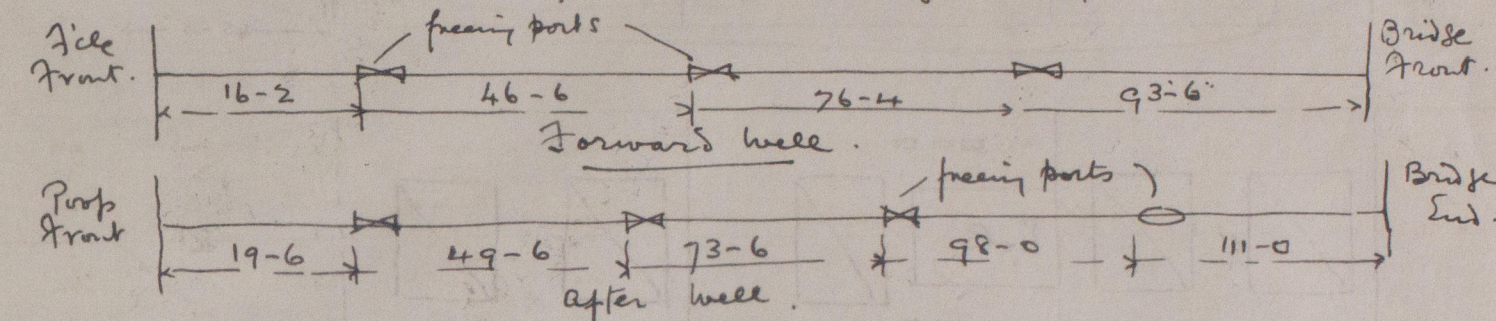 F'cle Front. freeing ports Bridge Front.
16-2 46-6 76-4 93-6"
Forward well.
Poop Front freeing ports Bridge End.
19-6 49-6 73-6 98-0 111-0
After well.